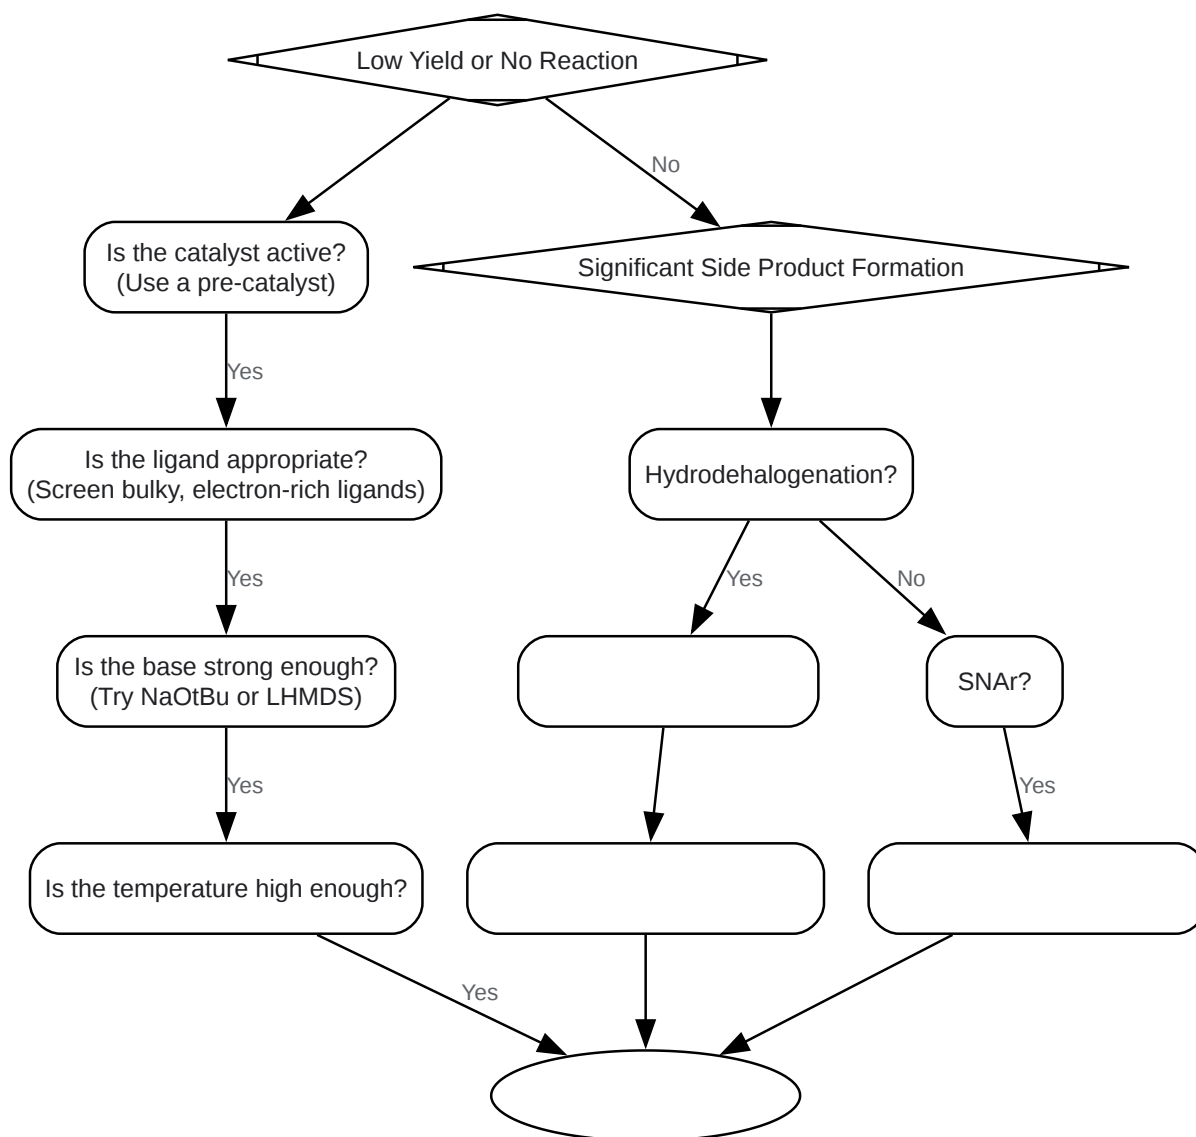 Low Yield or No Reaction
No
Is the catalyst active?
(Use a pre-catalyst)
Significant Side Product Formation
Yes
Is the ligand appropriate?
(Screen bulky, electron-rich ligands)
Hydrodehalogenation?
Yes
Yes
No
Is the base strong enough?
(Try NaOtBu or LHMDS)
SNAr?
Yes
Yes
Is the temperature high enough?
Yes